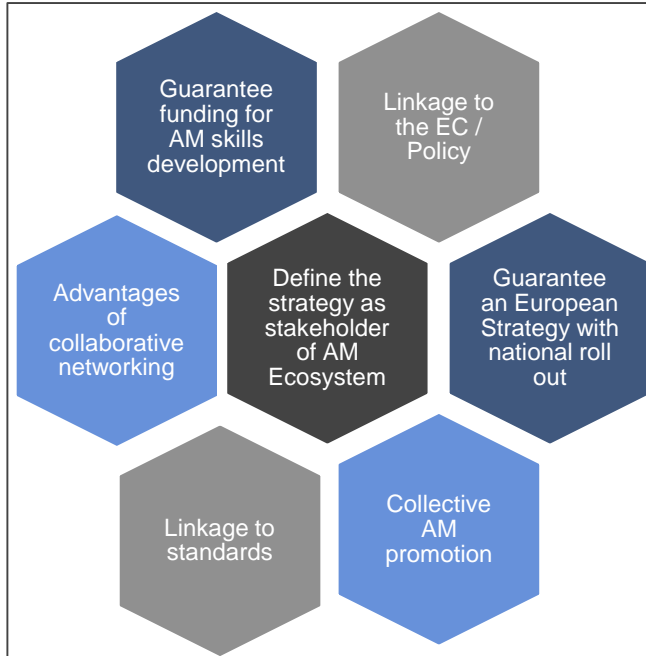 Guarantee
funding for
AM skills
development
Linkage to
the EC /
Policy
Advantages
of
collaborative
networking
Define the
strategy as
stakeholder
of AM
Ecosystem
Guarantee
an European
Strategy with
national roll
out
Linkage to
standards
Collective
AM
promotion